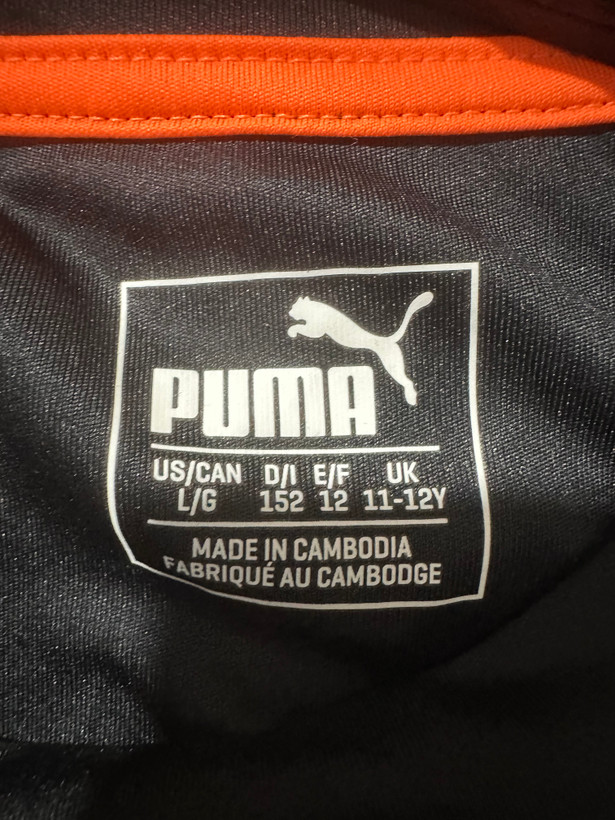 PUMA
US/CAN D/I E/F UK
L/G 152 12 11-12Y
MADE IN CAMBODIA
FABRIQUÉ AU CAMBODGE